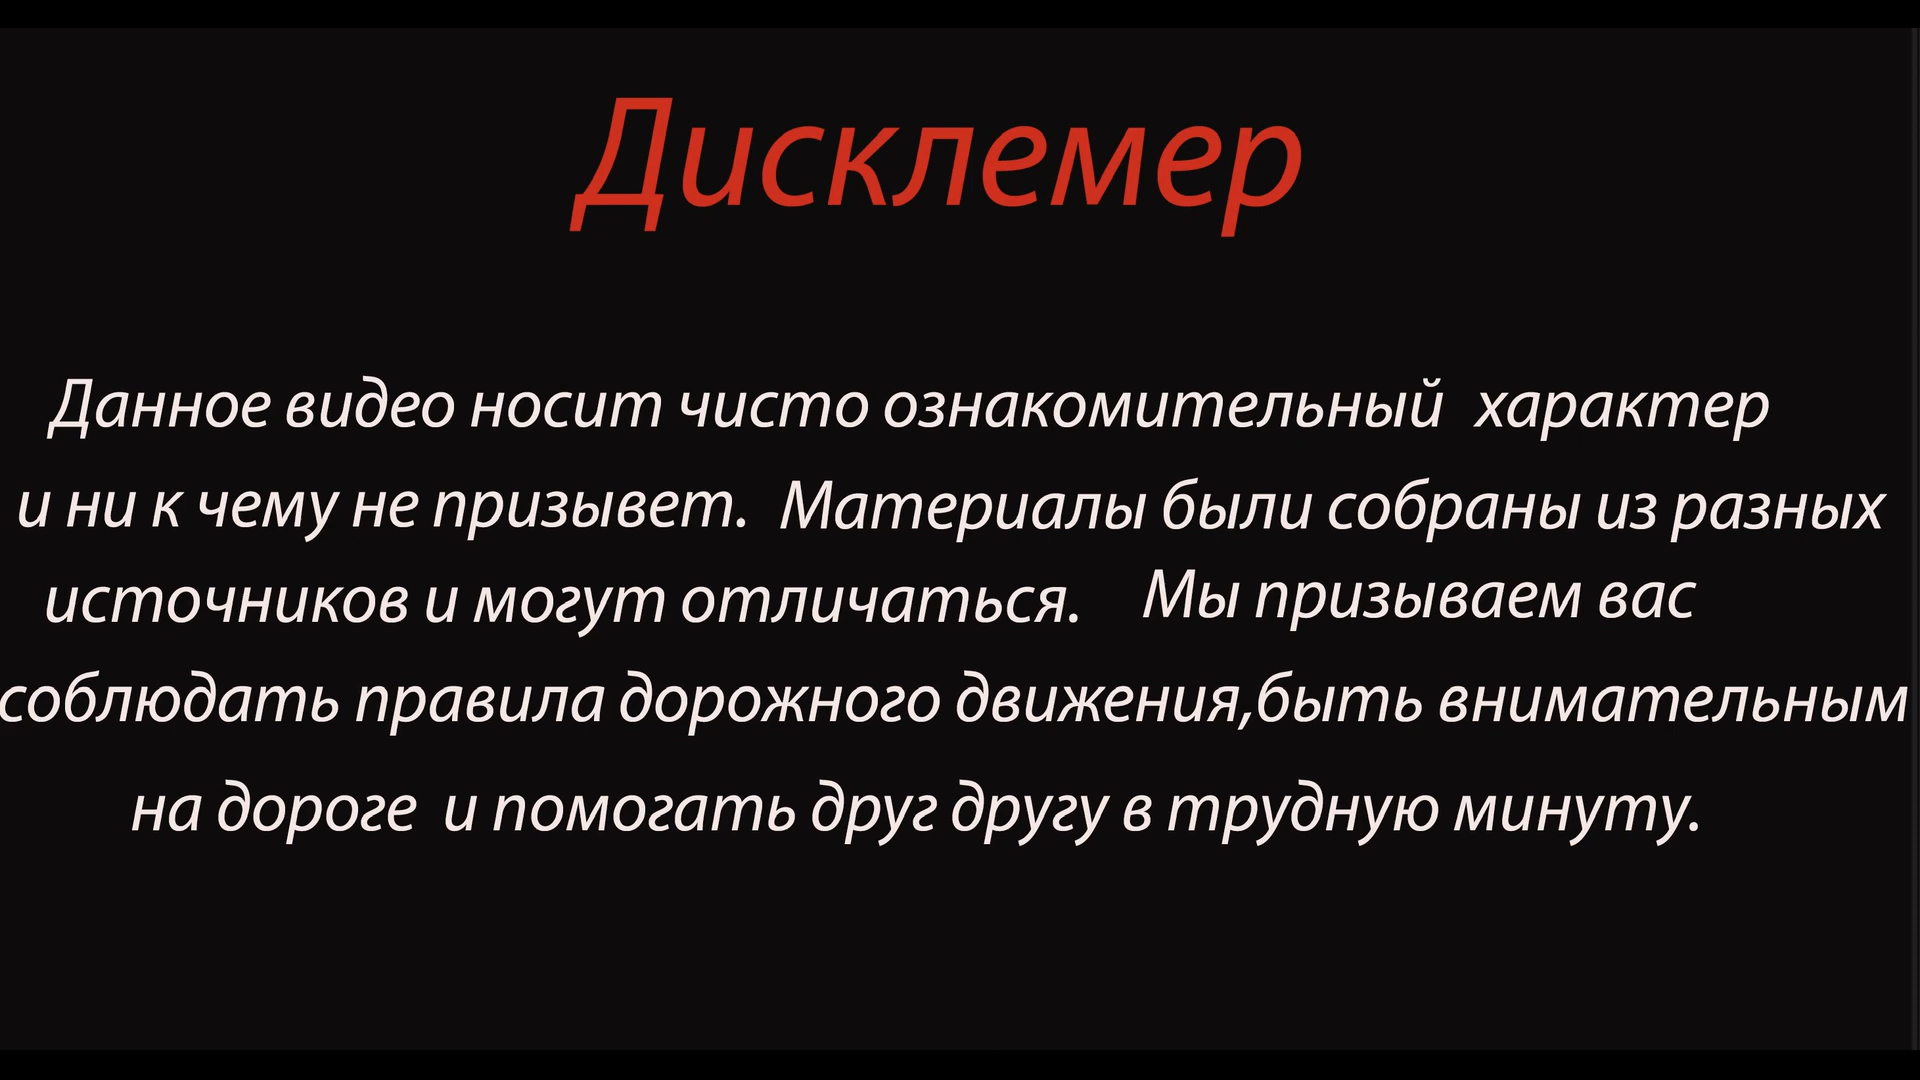 Дисклемер
Данное видео носит чисто ознакомительный характер
и ни к чему не призывет. Материалы были собраны из разных
источников и могут отличаться. Мы призываем вас
соблюдать правила дорожного движения,быть внимательным
на дороге и помогать друг другу в трудную минуту.